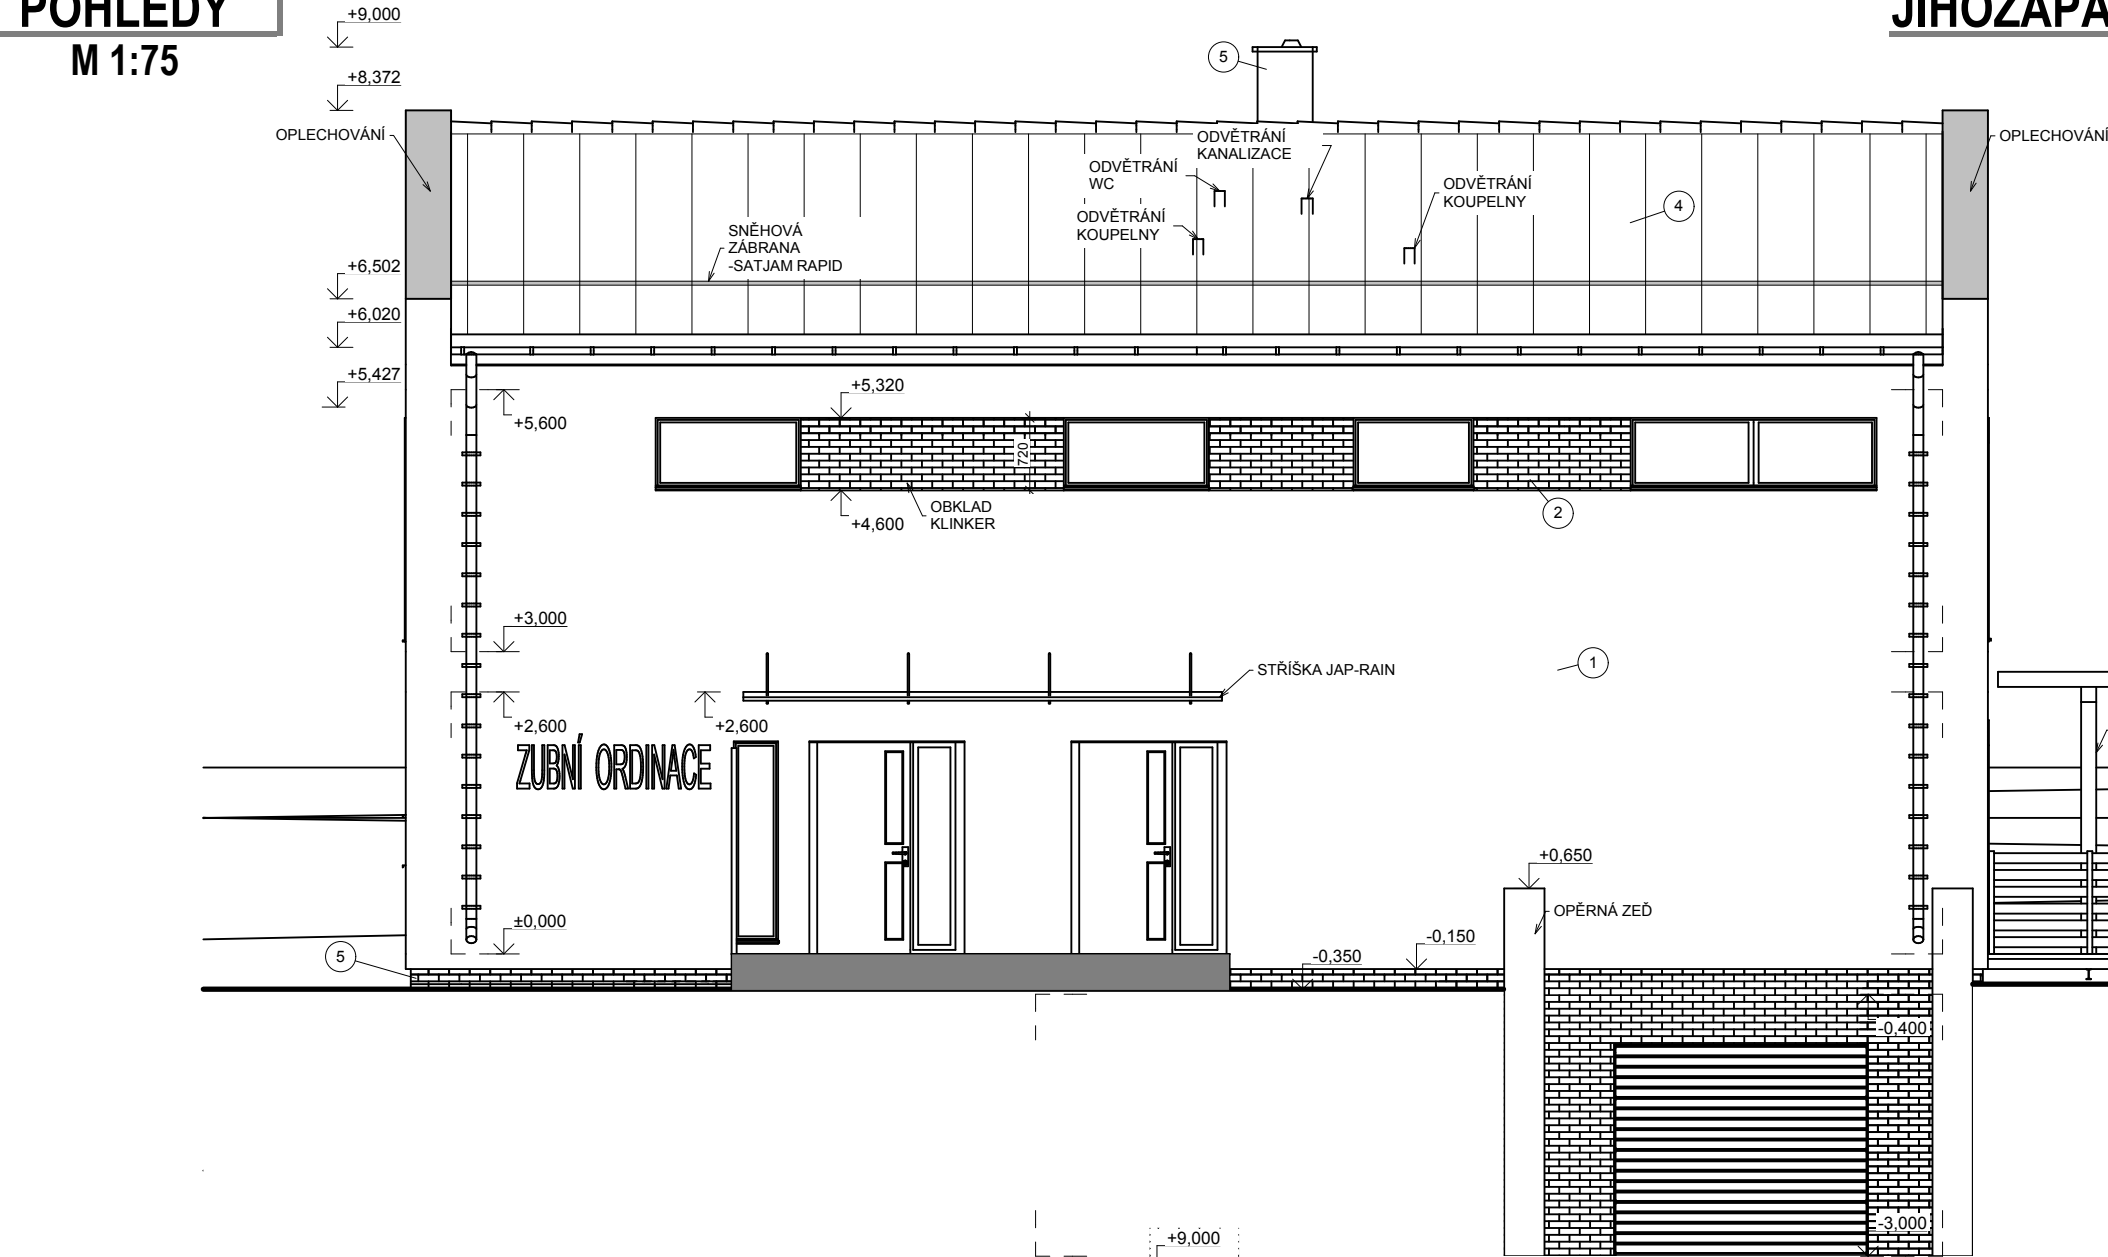 POHLEDY
M 1:75
+9,000
+8,372
OPLECHOVÁNÍ
5
OPLECHOVÁNÍ
ODVĚTRÁNÍ
KANALIZACE
ODVĚTRÁNÍ
WC
ODVĚTRÁNÍ
KOUPELNY
ODVĚTRÁNÍ
KOUPELNY
4
SNĚHOVÁ
ZÁBRANA
-SATJAM RAPID
+6,502
+6,020
+5,427
+5,320
+5,600
720
+4,600
OBKLAD
KLINKER
2
+3,000
1
STŘÍŠKA JAP-RAIN
+2,600
+2,600
ZUBNÍ ORDINACE
+0,650
OPĚRNÁ ZEĎ
±0,000
5
-0,350
-0,150
-0,400
-3,000
+9,000